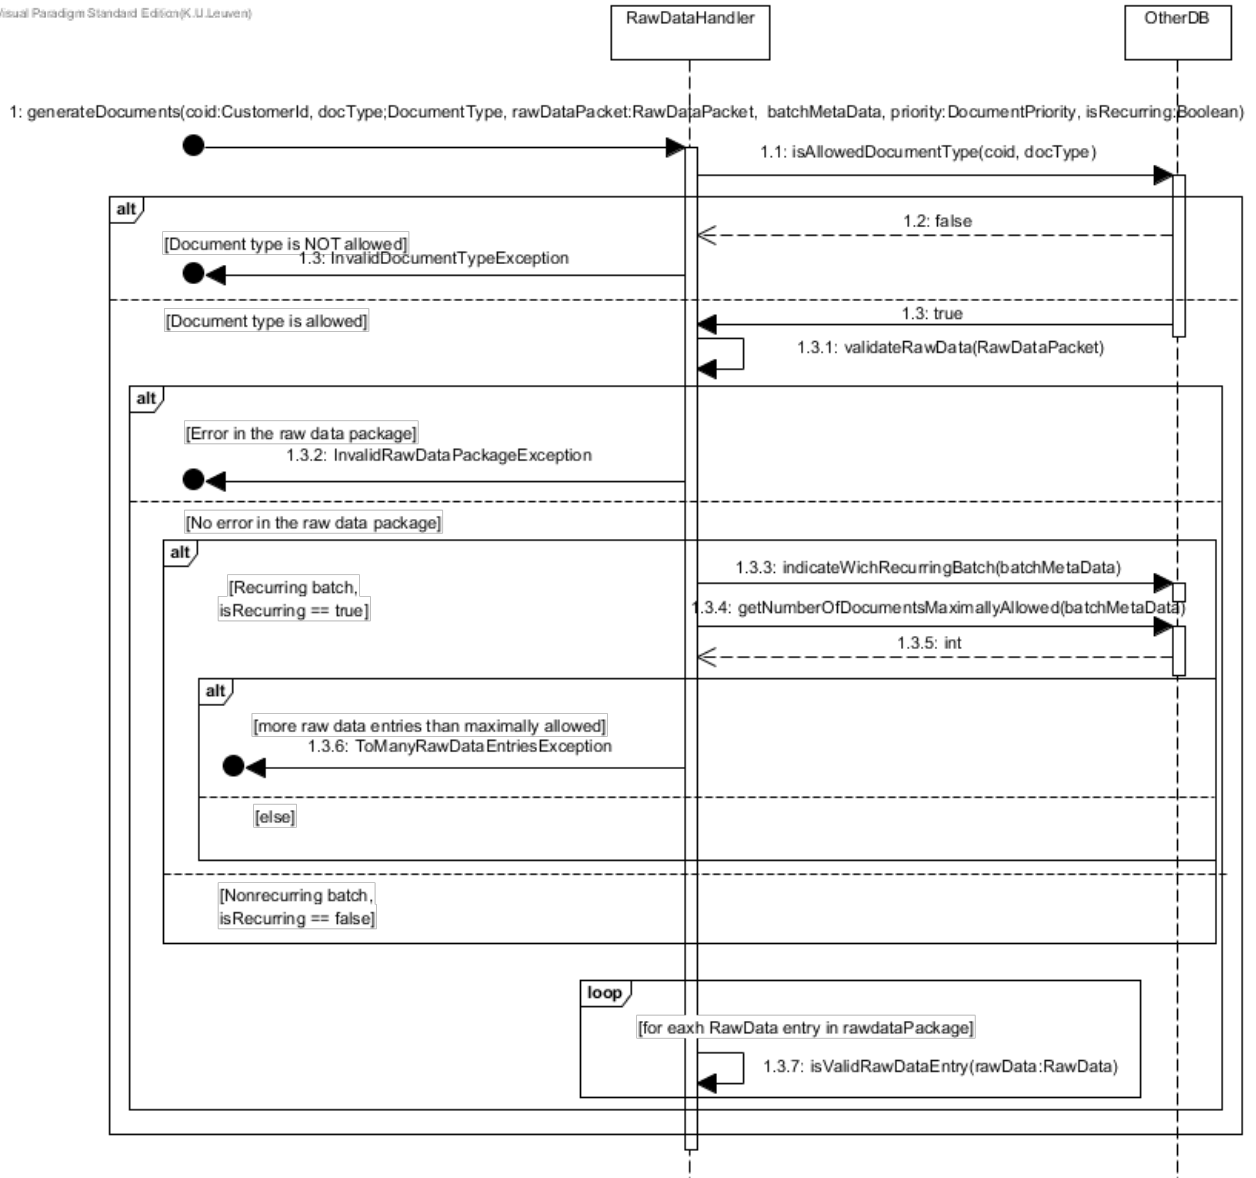 Visual Paradigm Standard Edition(K.U.Leuven)
RawDataHandler
OtherDB
1: generateDocuments(coid:CustomerId, docType;DocumentType, rawDataPacket:RawDataPacket, batchMetaData, priority:DocumentPriority, isRecurring:Boolean)
1.1: isAllowedDocumentType(coid, docType)
alt
1.2: false
[Document type is NOT allowed]
1.3: InvalidDocumentTypeException
1.3: true
[Document type is allowed]
1.3.1: validateRawData(RawDataPacket)
alt
[Error in the raw data package]
1.3.2: InvalidRawDataPackageException
[No error in the raw data package]
alt
1.3.3: indicateWichRecurringBatch(batchMetaData)
[Recurring batch,
isRecurring == true]
1.3.4: getNumberOfDocumentsMaximallyAllowed(batchMetaData)
1.3.5: int
alt
[more raw data entries than maximally allowed]
1.3.6: ToManyRawDataEntriesException
[else]
[Nonrecurring batch,
isRecurring == false]
loop
[for eaxh RawData entry in rawdataPackage]
1.3.7: isValidRawDataEntry(rawData:RawData)